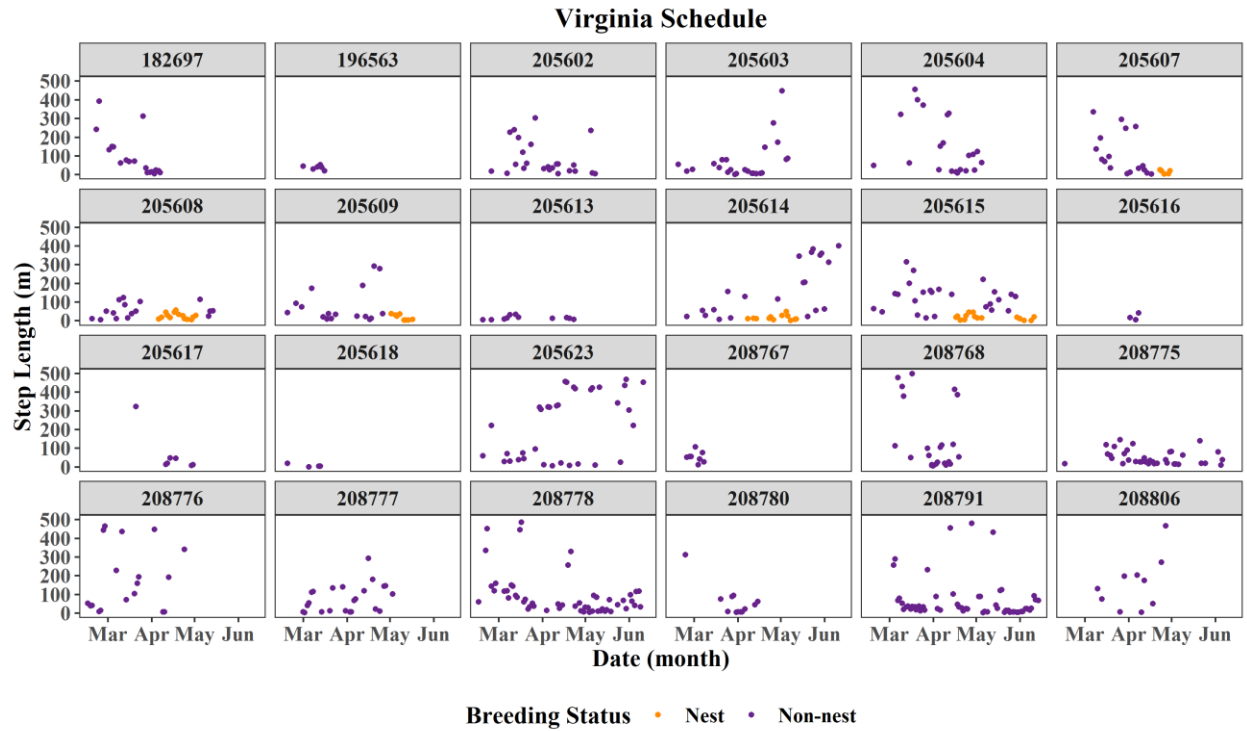 Virginia Schedule
182697 196563 205602 205603 205604 205607
500
400
300
200
100
0
205608 205609 205613 205614 205615 205616
500
400
300
200
100
0
205617 205618 205623 208767 208768 208775
500
400
300
200
100
0
208776 208777 208778 208780 208791 208806
500
400
300
200
100
0
Step Length (m)
Mar Apr May Jun Mar Apr May Jun Mar Apr May Jun Mar Apr May Jun Mar Apr May Jun Mar Apr May Jun
Date (month)
Breeding Status Nest Non-nest